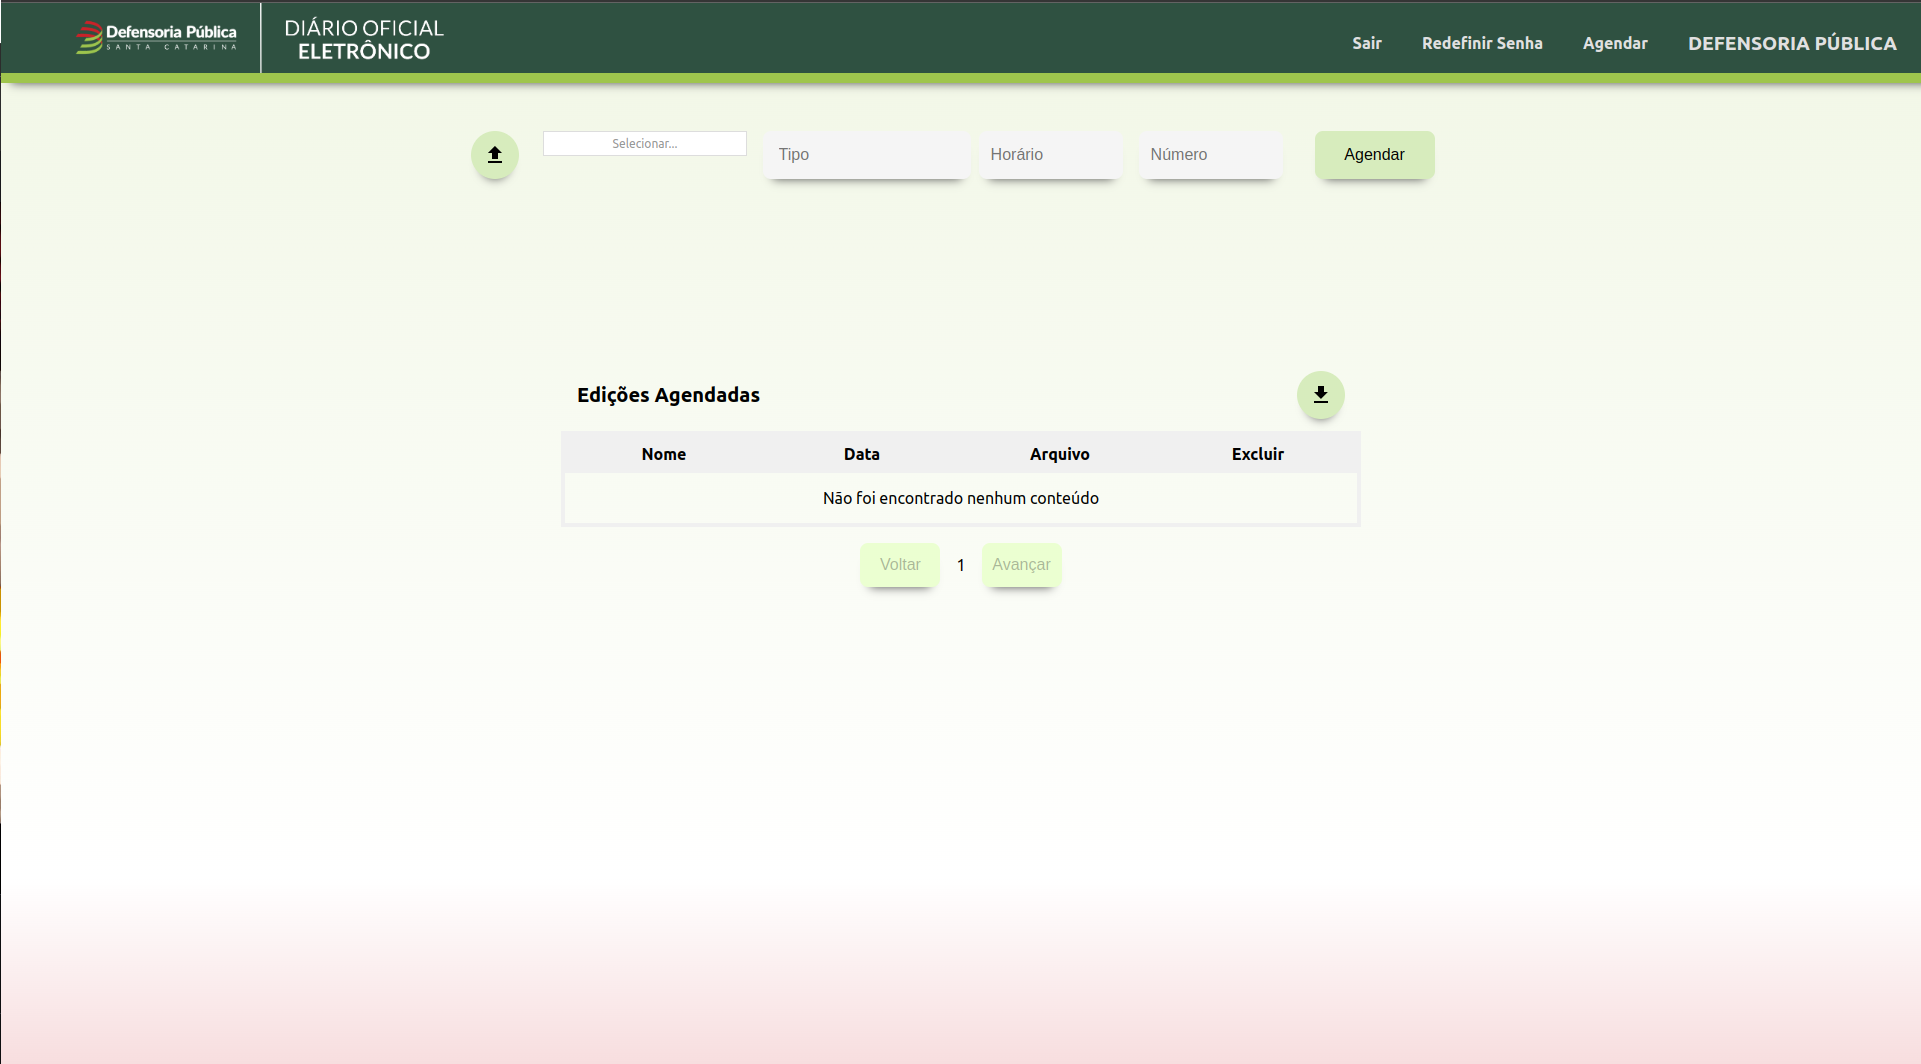 Defensoria Pública
SANTA CATARINA
DIÁRIO OFICIAL
ELETRÔNICO
Sair Redefinir Senha Agendar DEFENSORIA PÚBLICA
Selecionar... Tipo Horário Número Agendar
Edições Agendadas
Nome Data Arquivo Excluir
Não foi encontrado nenhum conteúdo
Voltar 1 Avançar